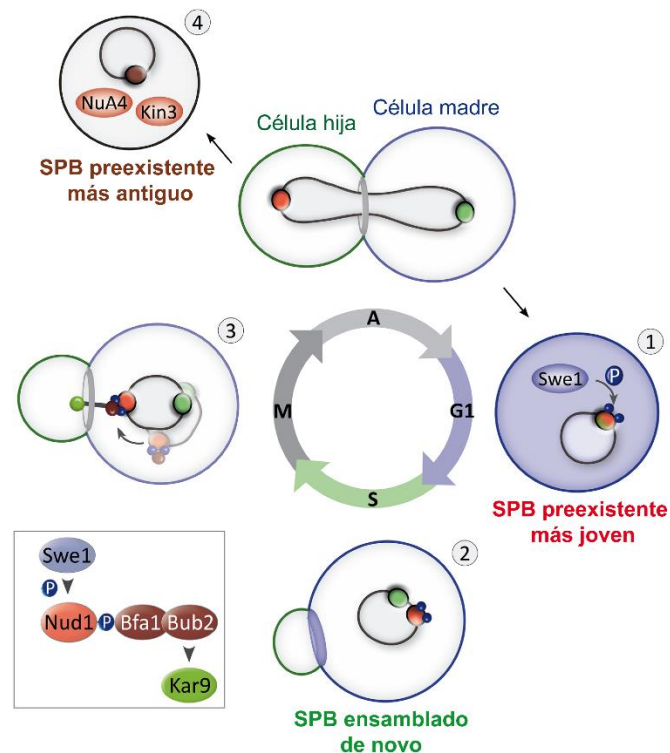 4
NuA4
Kin3
SPB preexistente
más antiguo
Célula hija
Célula madre
3
A
G1
S
M
1
Swe1
P
SPB preexistente
más joven
Swe1
P
Nud1
P
Bfa1
Bub2
Kar9
2
SPB ensamblado
de novo